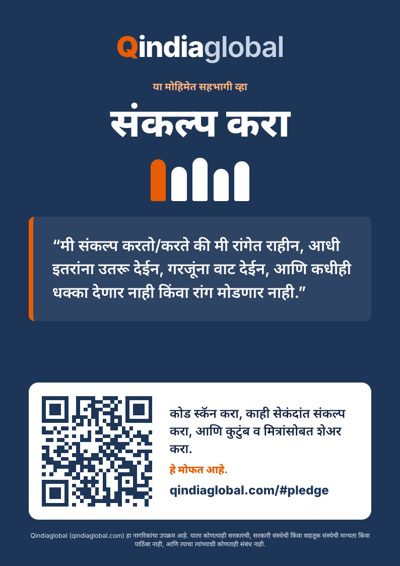 Qindiaglobal
या मोहिमेत सहभागी व्हा
संकल्प करा
“मी संकल्प करतो/करते की मी रांगेत राहीन, आधी
इतरांना उतरू देईन, गरजूंना वाट देईन, आणि कधीही
धक्का देणार नाही किंवा रांग मोडणार नाही.”
कोड स्कॅन करा, काही सेकंदांत संकल्प
करा, आणि कुटुंब व मित्रांसोबत शेअर
करा.
हे मोफत आहे.
qindiaglobal.com/#pledge
Qindiaglobal (qindiaglobal.com) हा नागरिकांचा उपक्रम आहे. याला कोणत्याही सरकारची, सरकारी संस्थेची किंवा वाहतूक संस्थेची मान्यता किंवा
पाठिंबा नाही, आणि त्याचा त्यांच्याशी कोणताही संबंध नाही.